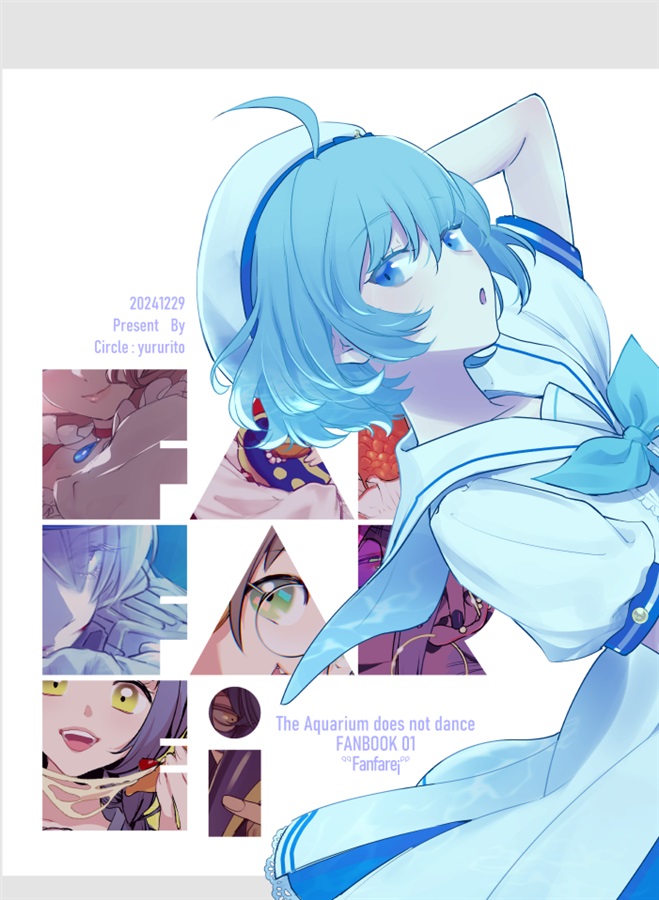 20241229
Present By
Circle : yururito
The Aquarium does not dance
FANBOOK 01
°°Fanfare¡°°